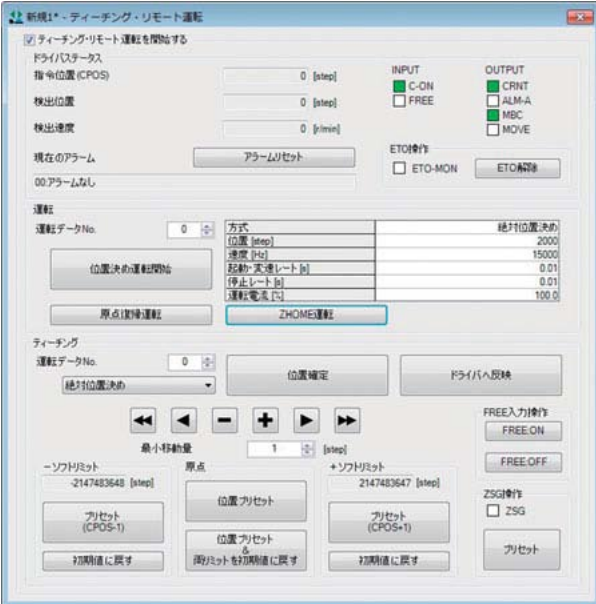 新規1* - ティーチング・リモート運転
ティーチング・リモート運転を開始する
ドライバステータス
指令位置(CPOS) 0 [step]
検出位置 0 [step]
検出速度 0 [r/min]
現在のアラーム アラームリセット
00:アラームなし
INPUT
C-ON
FREE
OUTPUT
CRNT
ALM-A
MBC
MOVE
ETO操作
ETO-MON ETO解除
運転
運転データNo. 0
位置決め運転開始
原点復帰運転 ZHOME運転
方式 絶対位置決め
位置 [step] 2000
速度 [Hz] 15000
起動・変速レート [s] 0.01
停止レート [s] 0.01
運転電流 [%] 100.0
ティーチング
運転データNo. 0
絶対位置決め
位置確定 ドライバへ反映
最小移動量 1 [step]
FREE入力操作
FREE:ON
FREE:OFF
-ソフトリミット
-2147483648 [step]
プリセット
(CPOS-1)
初期値に戻す
原点
位置プリセット
位置プリセット
&
両リミットを初期値に戻す
+ソフトリミット
2147483647 [step]
プリセット
(CPOS+1)
初期値に戻す
ZSG操作
ZSG
プリセット